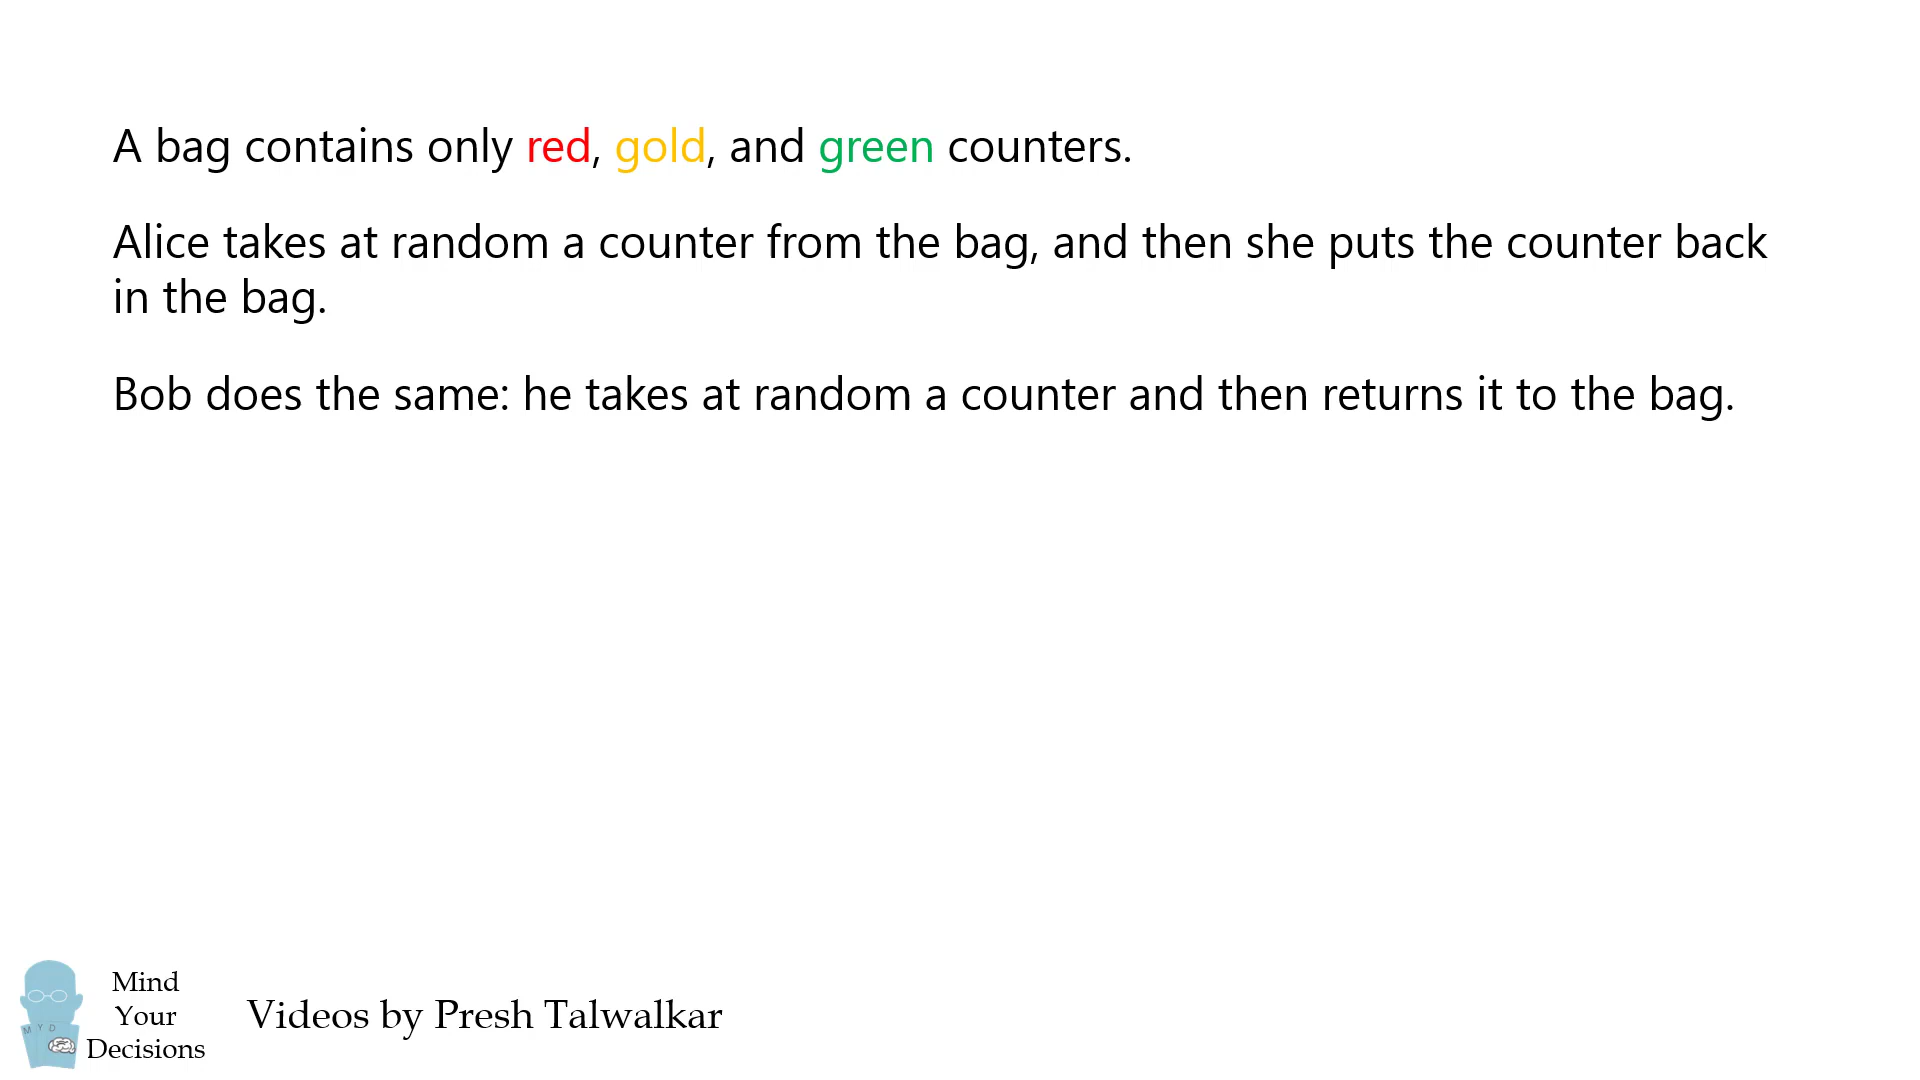 A bag contains only red, gold, and green counters.
Alice takes at random a counter from the bag, and then she puts the counter back
in the bag.
Bob does the same: he takes at random a counter and then returns it to the bag.
M Y D
Mind
Your
Decisions
Videos by Presh Talwalkar